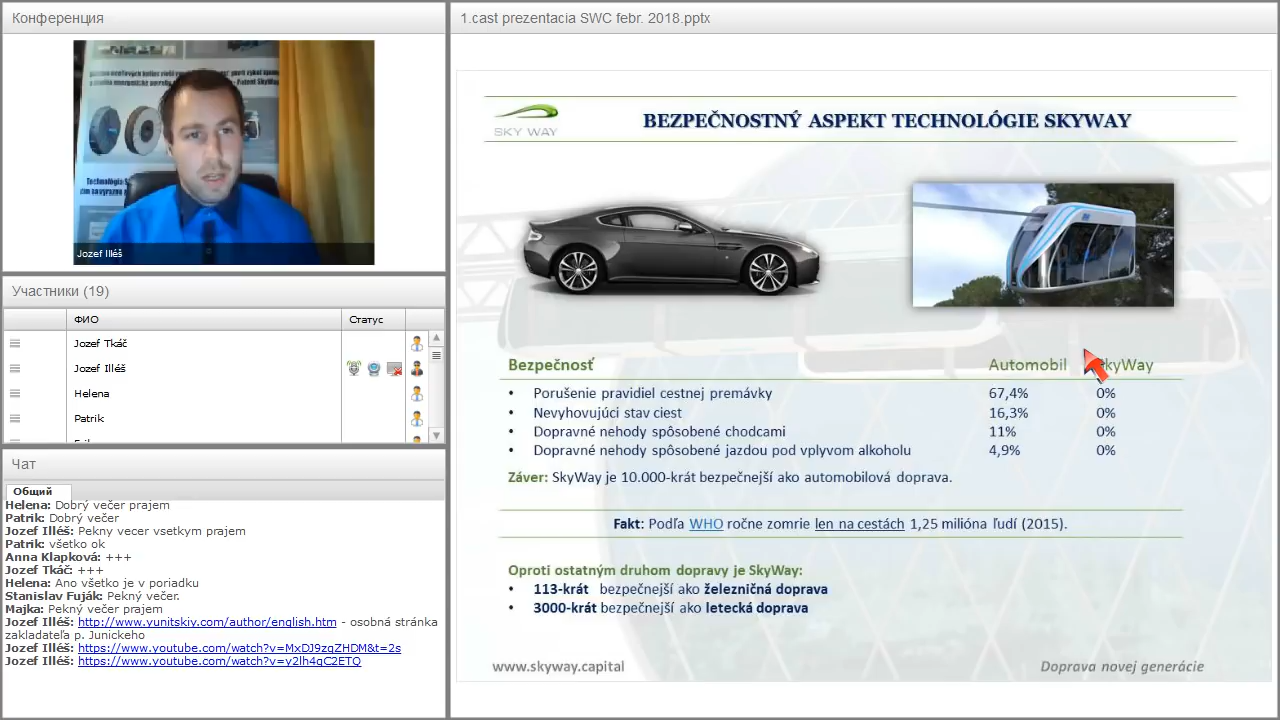 Конференция
Jozef Illéš
Участники (19)
ФИО
Статус
Jozef Tkáč
Jozef Illéš
Helena
Patrik
Чат
Общий
Helena: Dobrý večer prajem
Patrik: Dobrý večer
Jozef Illéš: Pekny vecer vsetkym prajem
Patrik: všetko ok
Anna Klapková: +++
Jozef Tkáč: +++
Helena: Ano všetko je v poriadku
Stanislav Fuják: Pekný večer.
Majka: Pekný večer prajem
Jozef Illéš: http://www.yunitskiy.com/author/english.htm - osobná stránka
zakladateľa p. Junickeho
Jozef Illéš: https://www.youtube.com/watch?v=MxDJ9zqZHDM&t=2s
Jozef Illéš: https://www.youtube.com/watch?v=y2lh4qC2ETQ
1.cast prezentacia SWC febr. 2018.pptx
SKY WAY
BEZPEČNOSTNÝ ASPEKT TECHNOLÓGIE SKYWAY
Bezpečnosť Automobil SkyWay
• Porušenie pravidiel cestnej premávky 67,4% 0%
• Nevyhovujúci stav ciest 16,3% 0%
• Dopravné nehody spôsobené chodcami 11% 0%
• Dopravné nehody spôsobené jazdou pod vplyvom alkoholu 4,9% 0%
Záver: SkyWay je 10.000-krát bezpečnejší ako automobilová doprava.
Fakt: Podľa WHO ročne zomrie len na cestách 1,25 milióna ľudí (2015).
Oproti ostatným druhom dopravy je SkyWay:
• 113-krát bezpečnejší ako železničná doprava
• 3000-krát bezpečnejší ako letecká doprava
www.skyway.capital
Doprava novej generácie